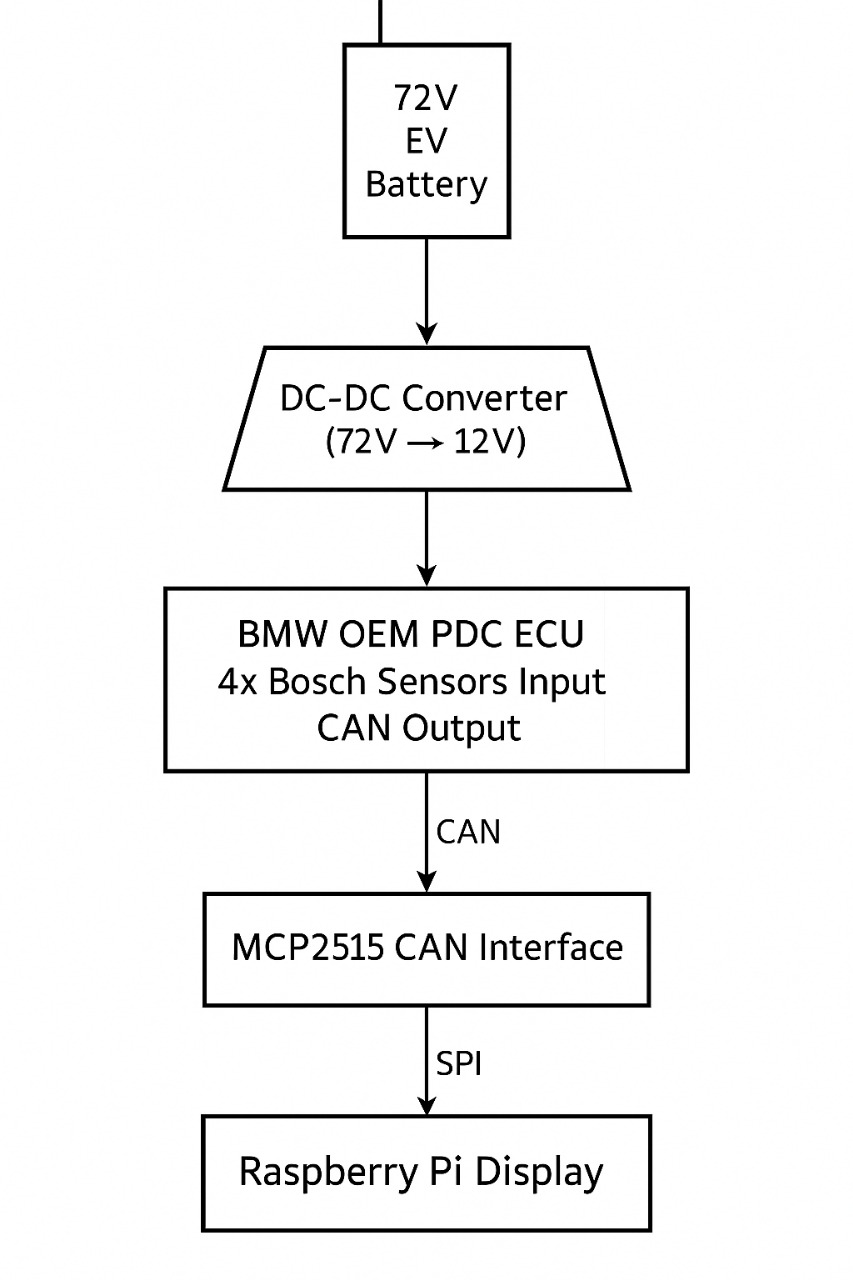 72V
EV
Battery
DC-DC Converter
(72V → 12V)
BMW OEM PDC ECU
4x Bosch Sensors Input
CAN Output
CAN
MCP2515 CAN Interface
SPI
Raspberry Pi Display